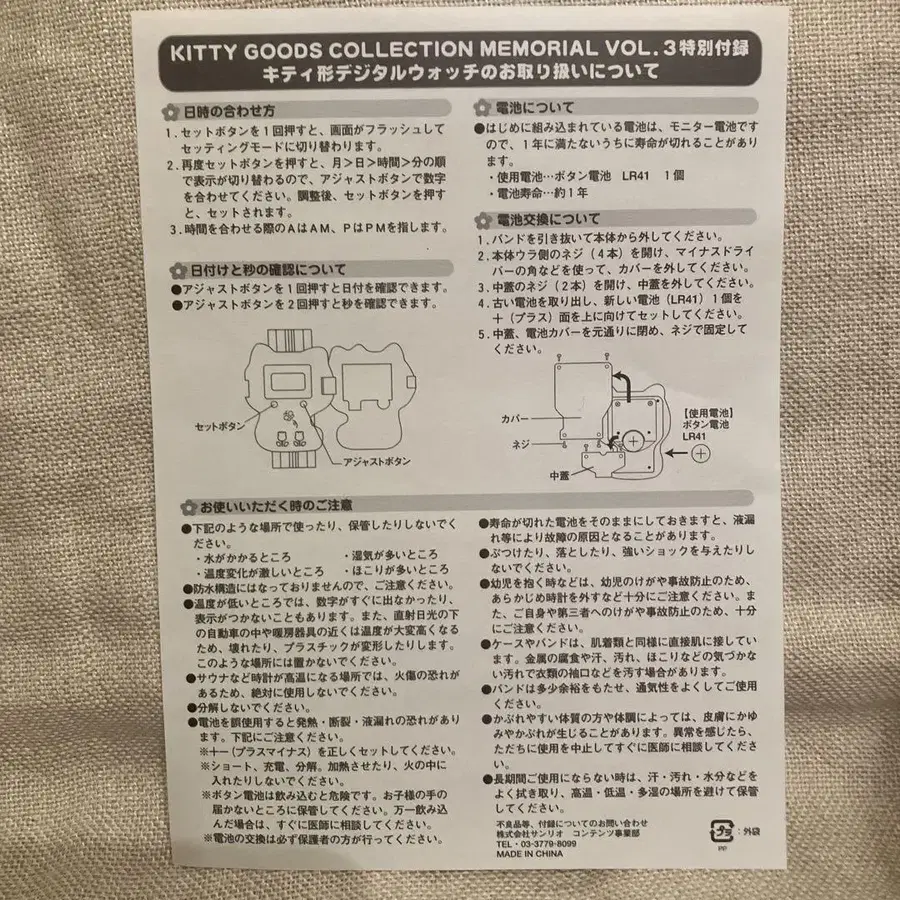 KITTY GOODS COLLECTION MEMORIAL VOL.3特別付録
キティ形デジタルウォッチのお取り扱いについて
日時の合わせ方
1.セットボタンを1回押すと、画面がフラッシュして
セッティングモードに切り替わります。
2.再度セットボタンを押すと、月>日>時間>分の順
で表示が切り替わるので、アジャストボタンで数字
を合わせてください。調整後、セットボタンを押す
と、セットされます。
3.時間を合わせる際のAはAM、PはPMを指します。
日付けと秒の確認について
●アジャストボタンを1回押すと日付を確認できます。
●アジャストボタンを2回押すと秒を確認できます。
セットボタン
アジャストボタン
電池について
●はじめに組み込まれている電池は、モニター電池です
ので、1年に満たないうちに寿命が切れることがあり
ます。
・使用電池…ボタン電池 LR41 1個
・電池寿命…約1年
電池交換について
1.バンドを引き抜いて本体から外してください。
2.本体ウラ側のネジ(4本)を開け、マイナスドライ
バーの角などを使って、カバーを外してください。
3.中蓋のネジ(2本)を開け、中蓋を外してください。
4.古い電池を取り出し、新しい電池(LR41)1個を
+(プラス)面を上に向けてセットしてください。
5.中蓋、電池カバーを元通りに閉め、ネジで固定して
ください。
カバー
ネジ
中蓋
【使用電池】
ボタン電池
LR41
お使いいただく時のご注意
●下記のような場所で使ったり、保管したりしないでく
ださい。
・水がかかるところ ・湿気が多いところ
・温度変化が激しいところ ・ほこりが多いところ
●防水構造にはなっておりませんので、ご注意ください。
●温度が低いところでは、数字がすぐに出なかったり、
表示がつかないこともあります。また、直射日光の下
の自動車の中や暖房器具の近くは温度が大変高くなる
ため、壊れたり、プラスチックが変形したりします。
このような場所には置かないでください。
●サウナなど時計が高温になる場所では、火傷の恐れが
あるため、絶対に使用しないでください。
●分解しないでください。
●電池を誤使用すると発熱・断裂・液漏れの恐れがあり
ます。下記にご注意ください。
※+−(プラスマイナス)を正しくセットしてください。
※ショート、充電、分解。加熱させたり、火の中に
入れたりしないでください。
※ボタン電池は飲み込むと危険です。お子様の手の
届かないところに保管してください。万一飲み込
んだ場合は、すぐに医師に相談してください。
※電池の交換は必ず保護者の方が行ってください。
●寿命が切れた電池をそのままにしておきますと、液漏
れ等により故障の原因となることがあります。
●ぶつけたり、落としたり、強いショックを与えたりし
ないでください。
●幼児を抱く時などは、幼児のけがや事故防止のため、
あらかじめ時計を外すなど十分にご注意ください。ま
た、ご自身や第三者へのけがや事故防止のため、十分
にご注意ください。
●ケースやバンドは、肌着類と同様に直接肌に接してい
ます。金属の腐食や汗、汚れ、ほこりなどの気づかな
い汚れで衣類の袖口などを汚す場合があります。
●バンドは多少余裕をもたせ、通気性をよくしてご使用
ください。
●かぶれやすい体質の方や体調によっては、皮膚にかゆ
みやかぶれが生じることがあります。異常を感じたら、
ただちに使用を中止してすぐに医師に相談してくださ
い。
●長期間ご使用にならない時は、汗・汚れ・水分などを
よく拭き取り、高温・低温・多湿の場所を避けて保管
してください。
不良品等、付録についてのお問い合わせ
株式会社サンリオ コンテンツ事業部
TEL・03-3779-8099
MADE IN CHINA
プラ
:外袋
PP